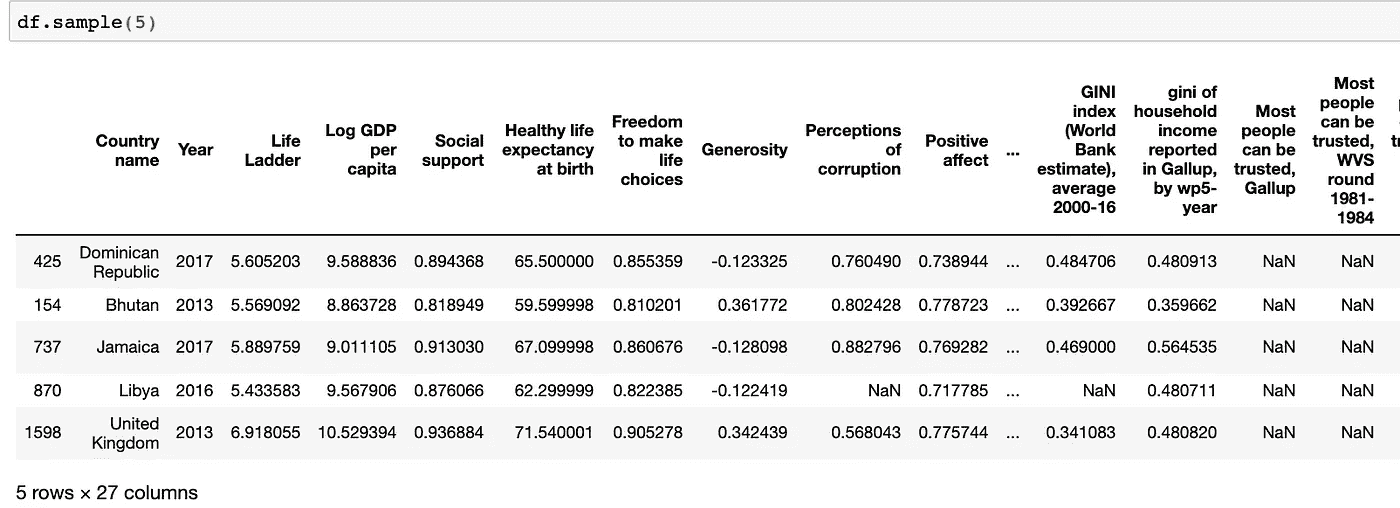 df.sample(5)
Country name Year Life Ladder Log GDP per capita Social support Healthy life expectancy at birth Freedom to make life choices Generosity Perceptions of corruption Positive affect ... GINI index (World Bank estimate), average 2000-16 gini of household income reported in Gallup, by wp5-year Most people can be trusted, Gallup Most people can be trusted, WVS round 1981-1984
425 Dominican Republic 2017 5.605203 9.588836 0.894368 65.500000 0.855359 -0.123325 0.760490 0.738944 ... 0.484706 0.480913 NaN NaN
154 Bhutan 2013 5.569092 8.863728 0.818949 59.599998 0.810201 0.361772 0.802428 0.778723 ... 0.392667 0.359662 NaN NaN
737 Jamaica 2017 5.889759 9.011105 0.913030 67.099998 0.860676 -0.128098 0.882796 0.769282 ... 0.469000 0.564535 NaN NaN
870 Libya 2016 5.433583 9.567906 0.876066 62.299999 0.822385 -0.122419 NaN 0.717785 ... NaN 0.480711 NaN NaN
1598 United Kingdom 2013 6.918055 10.529394 0.936884 71.540001 0.905278 0.342439 0.568043 0.775744 ... 0.341083 0.480820 NaN NaN
5 rows × 27 columns